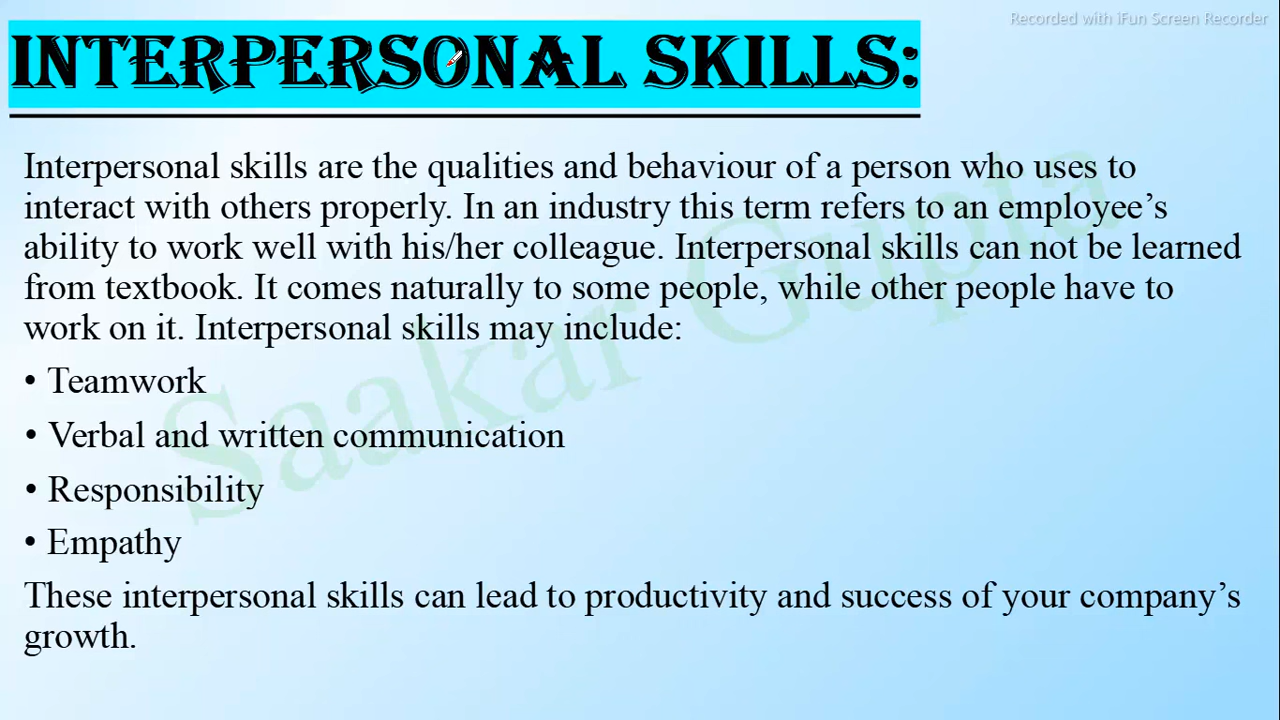 Recorded with iFun Screen Recorder
INTERPERSONAL SKILLS:
Interpersonal skills are the qualities and behaviour of a person who uses to
interact with others properly. In an industry this term refers to an employee’s
ability to work well with his/her colleague. Interpersonal skills can not be learned
from textbook. It comes naturally to some people, while other people have to
work on it. Interpersonal skills may include:
• Teamwork
• Verbal and written communication
• Responsibility
• Empathy
These interpersonal skills can lead to productivity and success of your company’s
growth.
Saakar Gupta